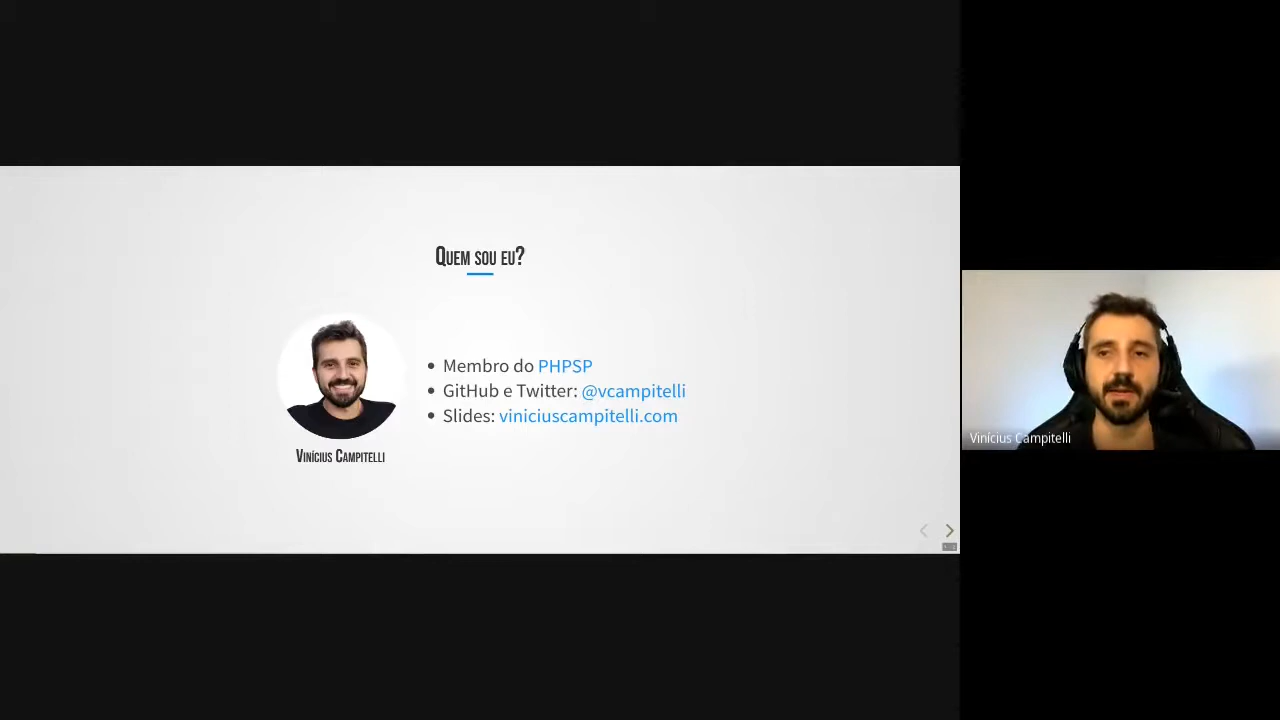 Quem sou eu?
Membro do PHPSP
GitHub e Twitter: @vcampitelli
Slides: viniciuscampitelli.com
Vinícius Campitelli
Vinícius Campitelli